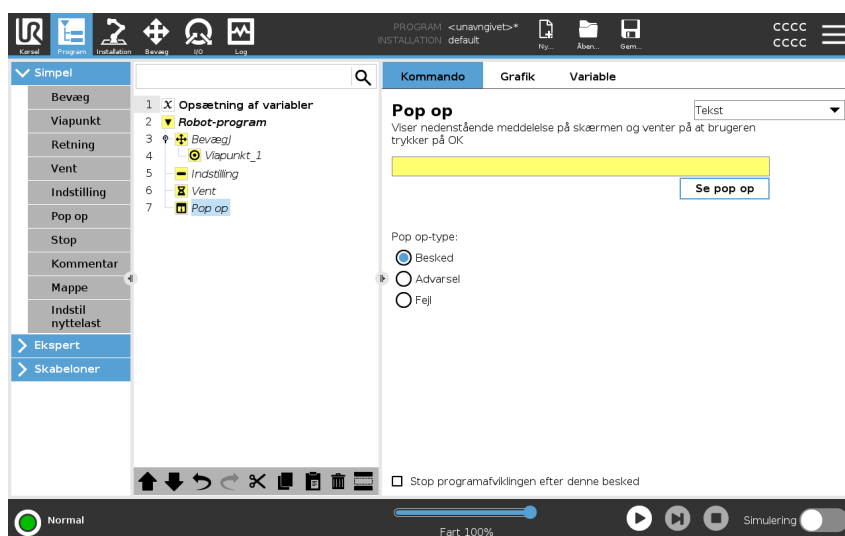 UR
PROGRAM <unavngivet>*
INSTALLATION default
CCCC
CCCC
Kørsel Program Installation Bevæg I/O Log Ny... Åben... Gem...
Simpel
Bevæg
Viapunkt
Retning
Vent
Indstilling
Pop op
Stop
Kommentar
Mappe
Indstil
nyttelast
Ekspert
Skabeloner
1 X Opsætning af variabler
2 Robot-program
3 BevægJ
4 Viapunkt_1
5 Indstilling
6 Vent
7 Pop op
Kommando Grafik Variable
Pop op
Tekst
Viser nedenstående meddelelse på skærmen og venter på at brugeren
trykker på OK
Se pop op
Pop op-type:
Besked
Advarsel
Fejl
Stop programafviklingen efter denne besked
Normal
Fart 100%
Simulering